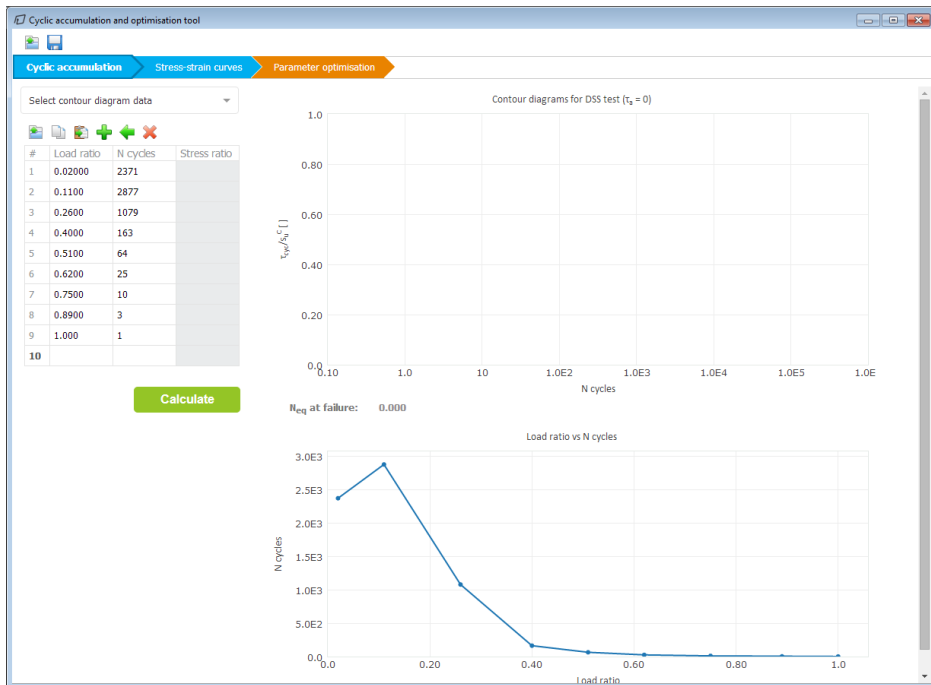 Cyclic accumulation and optimisation tool
Cyclic accumulation
Stress-strain curves
Parameter optimisation
Select contour diagram data
# Load ratio N cycles Stress ratio
1 0.02000 2371
2 0.1100 2877
3 0.2600 1079
4 0.4000 163
5 0.5100 64
6 0.6200 25
7 0.7500 10
8 0.8900 3
9 1.000 1
10
Calculate
Contour diagrams for DSS test (τₐ = 0)
1.0
0.80
0.60
0.40
0.20
0.0
τcyc/suC [ ]
0.10 1.0 10 1.0E2 1.0E3 1.0E4 1.0E5 1.0E
N cycles
Neq at failure: 0.000
Load ratio vs N cycles
3.0E3
2.5E3
2.0E3
1.5E3
1.0E3
5.0E2
0.0
N cycles
0.0 0.20 0.40 0.60 0.80 1.0
Load ratio